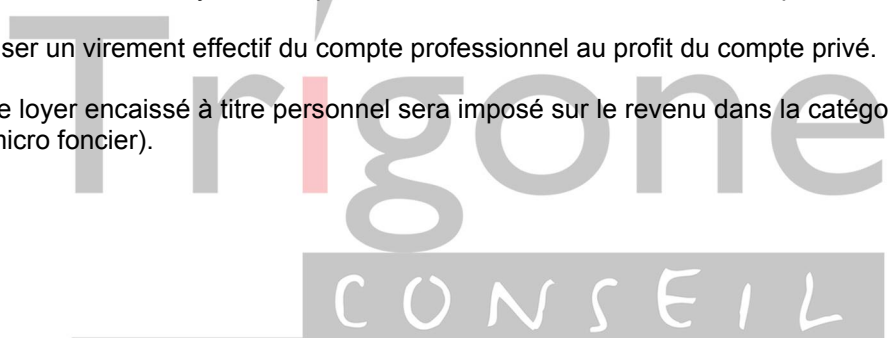 ser un virement effectif du compte professionnel au profit du compte privé.
e loyer encaissé à titre personnel sera imposé sur le revenu dans la catégo
nicro foncier).
Trigone
CONSEIL